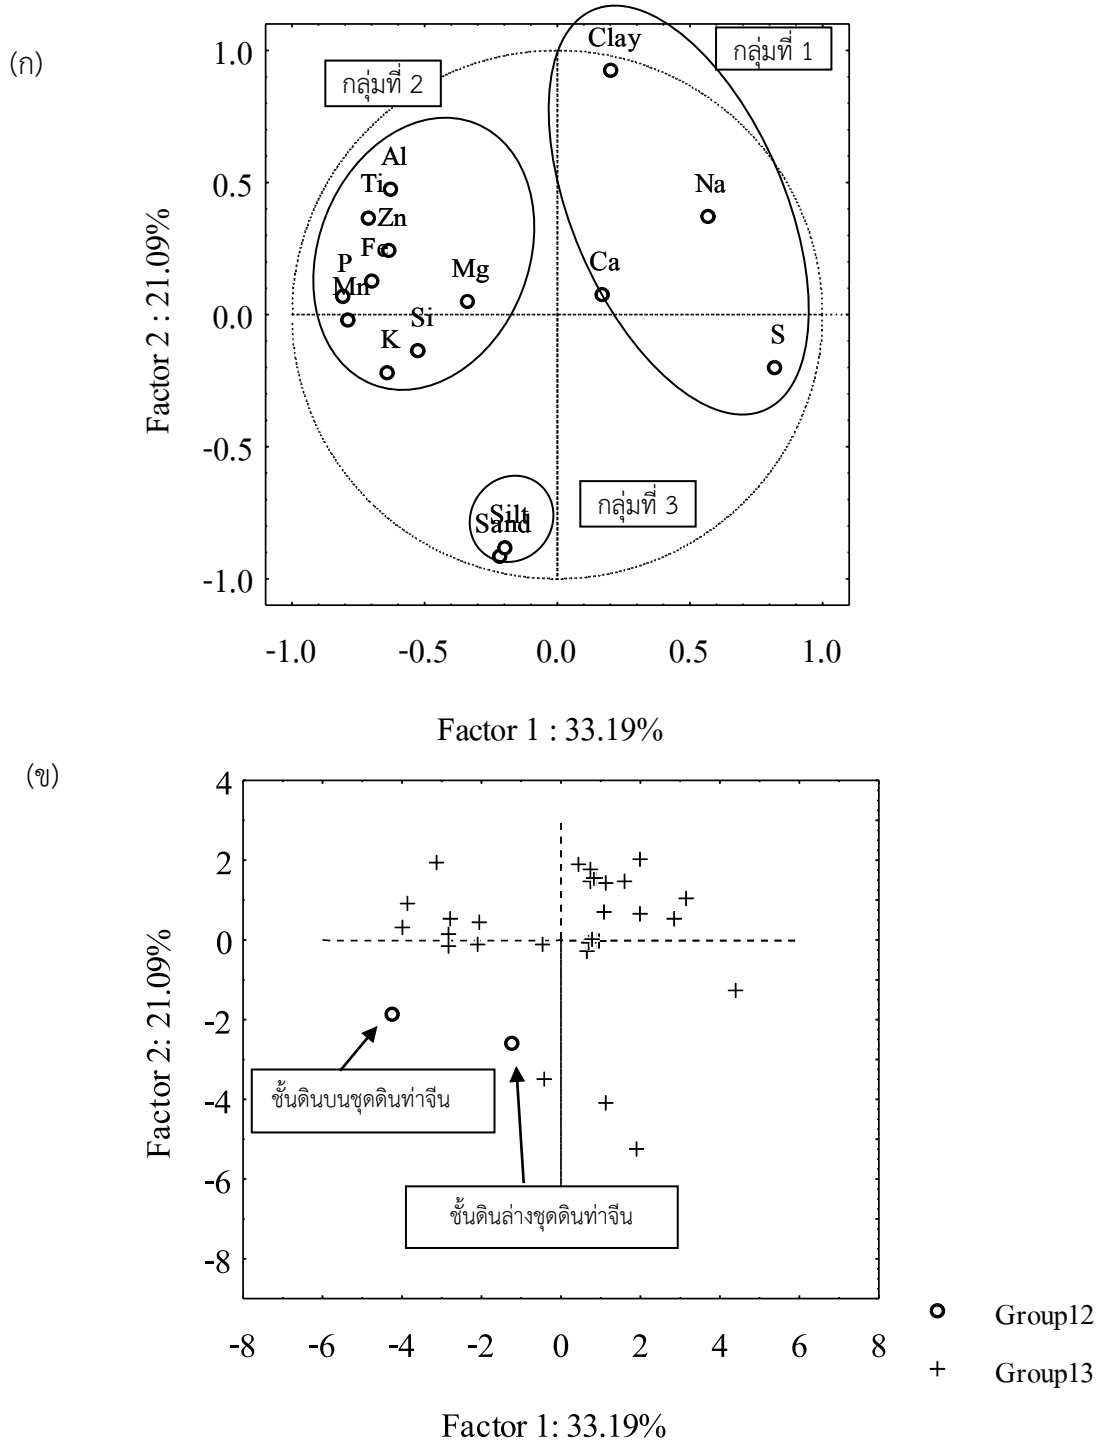 (ก)
Clay
กลุ่มที่ 1
กลุ่มที่ 2
1.0
Al
Ti
Na
0.5
Zn
Fe
Ca
P
Mg
Mn
0.0
Si
K
S
-0.5
กลุ่มที่ 3
Silt
Sand
-1.0
-1.0 -0.5 0.0 0.5 1.0
Factor 2 : 21.09%
Factor 1 : 33.19%
(ข)
4
2
0
-2
-4
-6
-8
Factor 2: 21.09%
ชั้นดินบนชุดดินท่าจีน
ชั้นดินล่างชุดดินท่าจีน
-8 -6 -4 -2 0 2 4 6 8
Group12
Group13
Factor 1: 33.19%